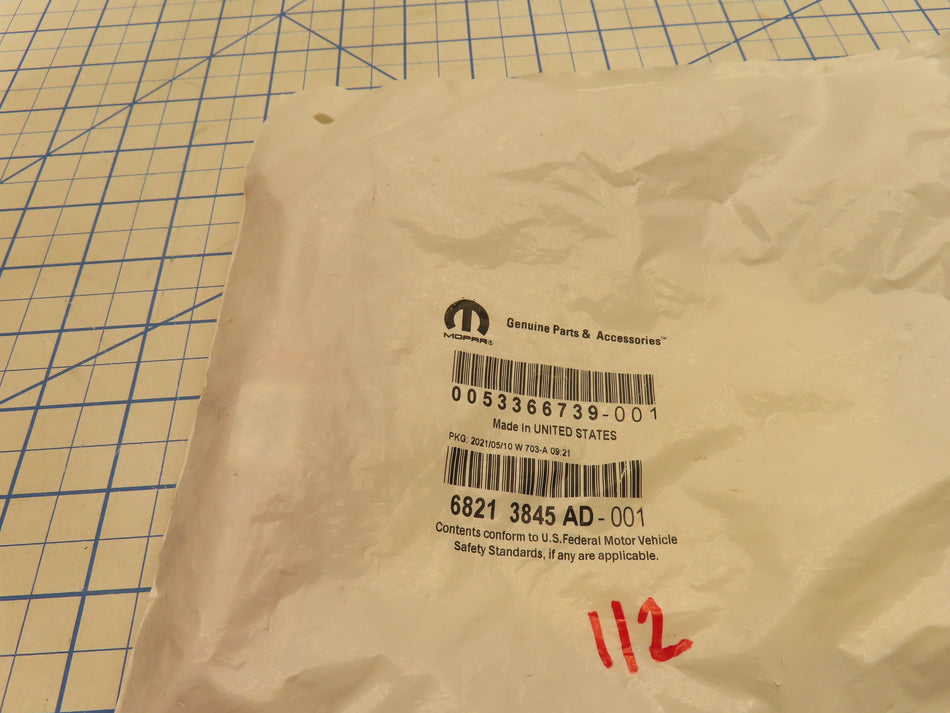 MOPAR®
Genuine Parts & Accessories™
0053366739-001
Made In UNITED STATES
PKG: 2021/05/10 W 703-A 09:21
6821 3845 AD - 001
Contents conform to U.S.Federal Motor Vehicle
Safety Standards, if any are applicable.
112